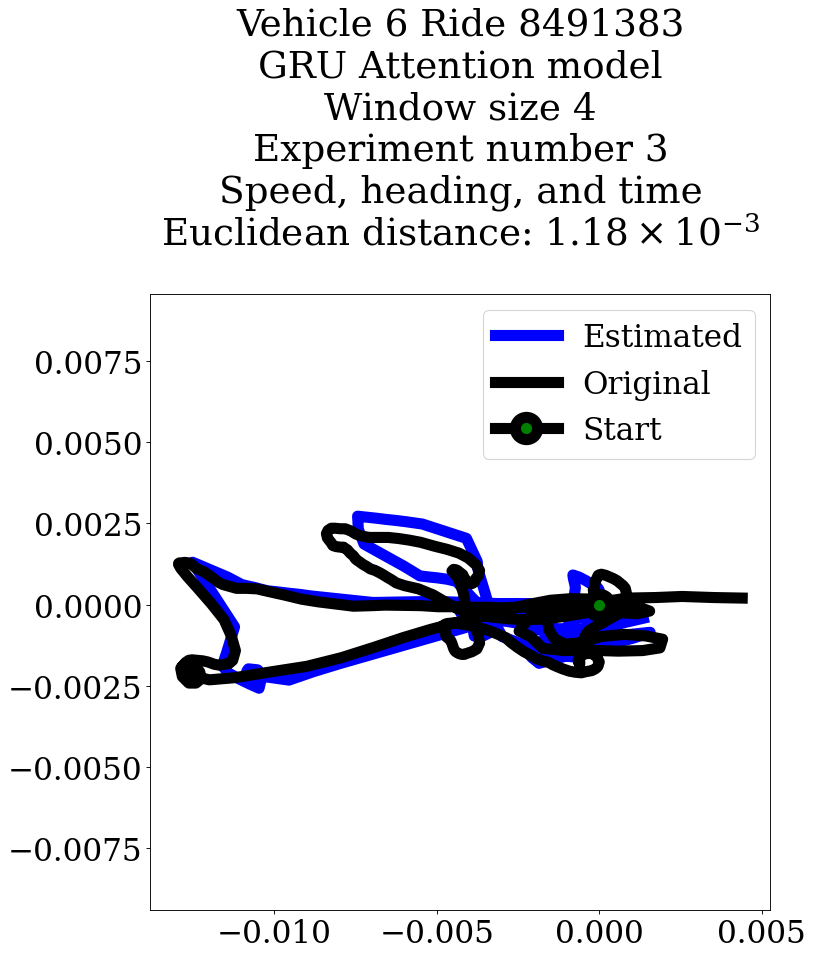 Vehicle 6 Ride 8491383
GRU Attention model
Window size 4
Experiment number 3
Speed, heading, and time
Euclidean distance: 1.18 × 10⁻³
Estimated
Original
Start
0.0075
0.0050
0.0025
0.0000
−0.0025
−0.0050
−0.0075
−0.010
−0.005
0.000
0.005